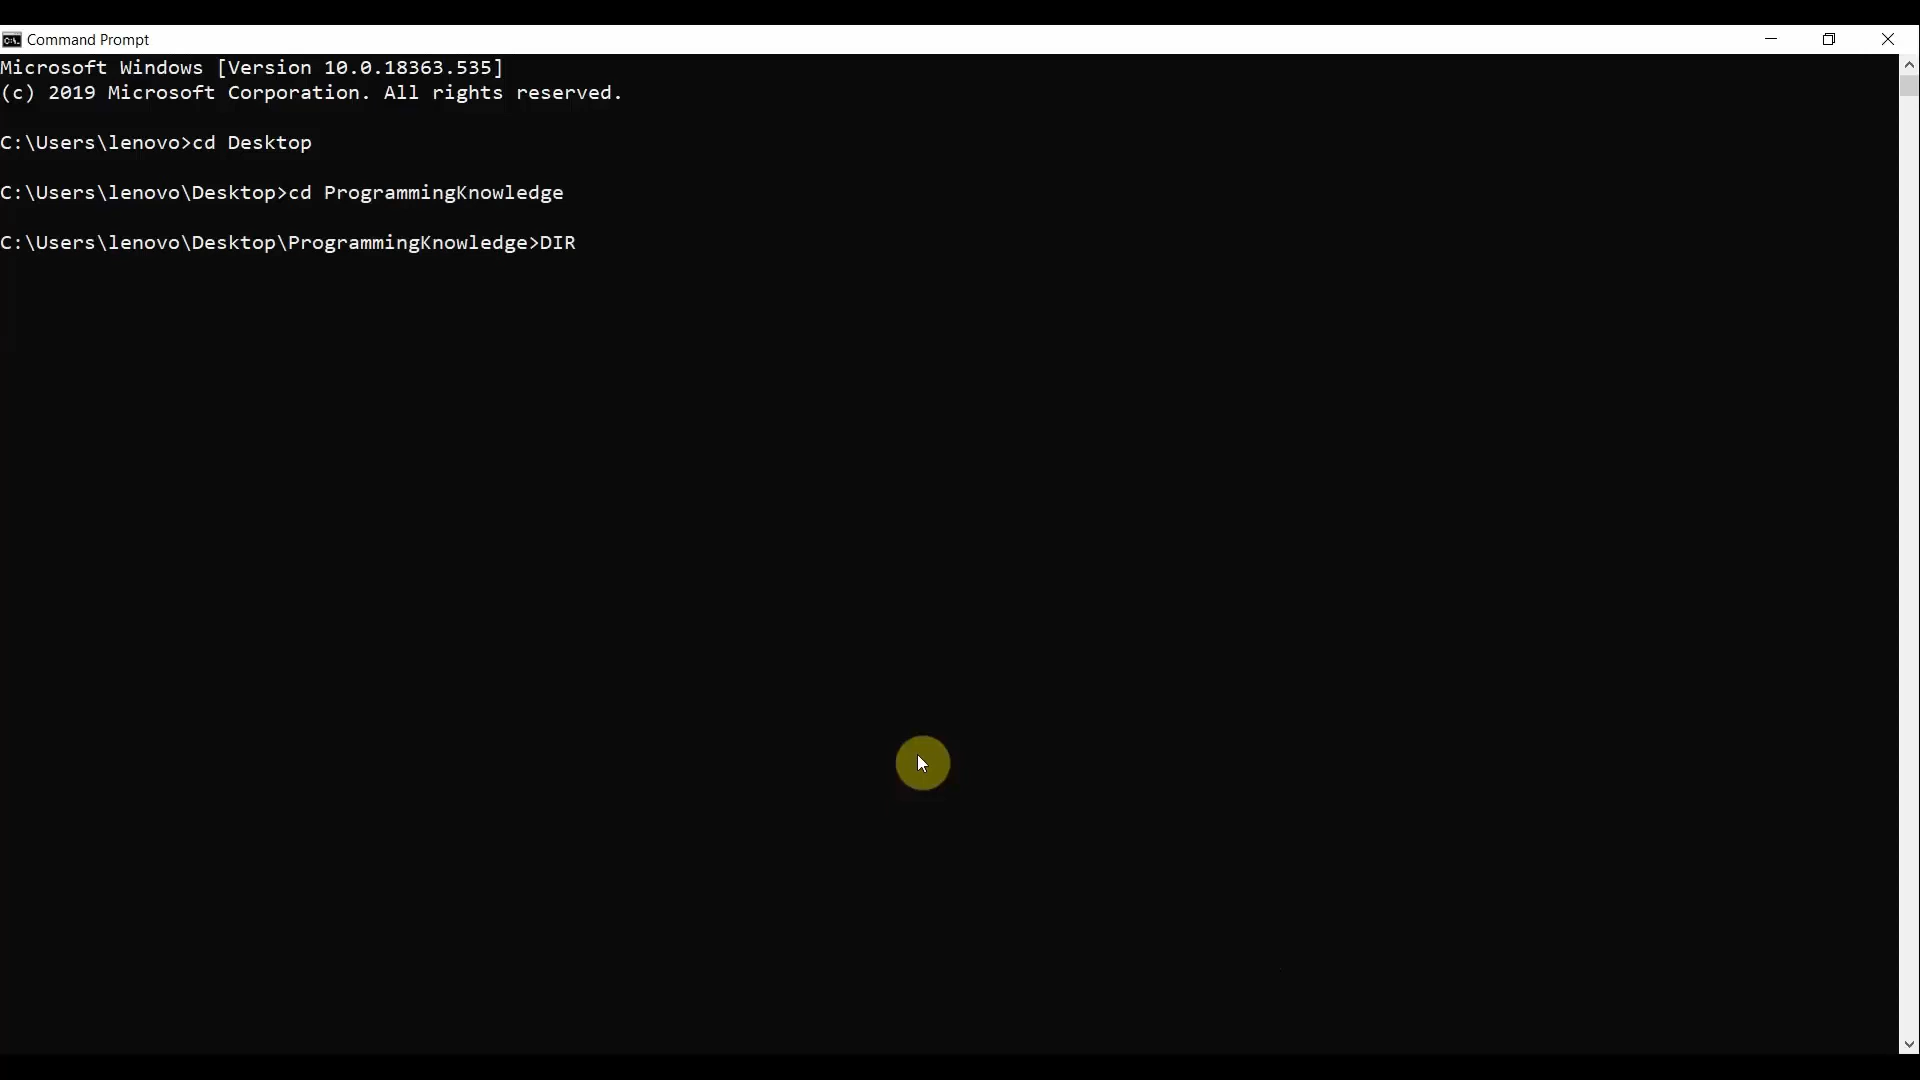 Command Prompt
Microsoft Windows [Version 10.0.18363.535]
(c) 2019 Microsoft Corporation. All rights reserved.
C:\Users\lenovo>cd Desktop
C:\Users\lenovo\Desktop>cd ProgrammingKnowledge
C:\Users\lenovo\Desktop\ProgrammingKnowledge>DIR